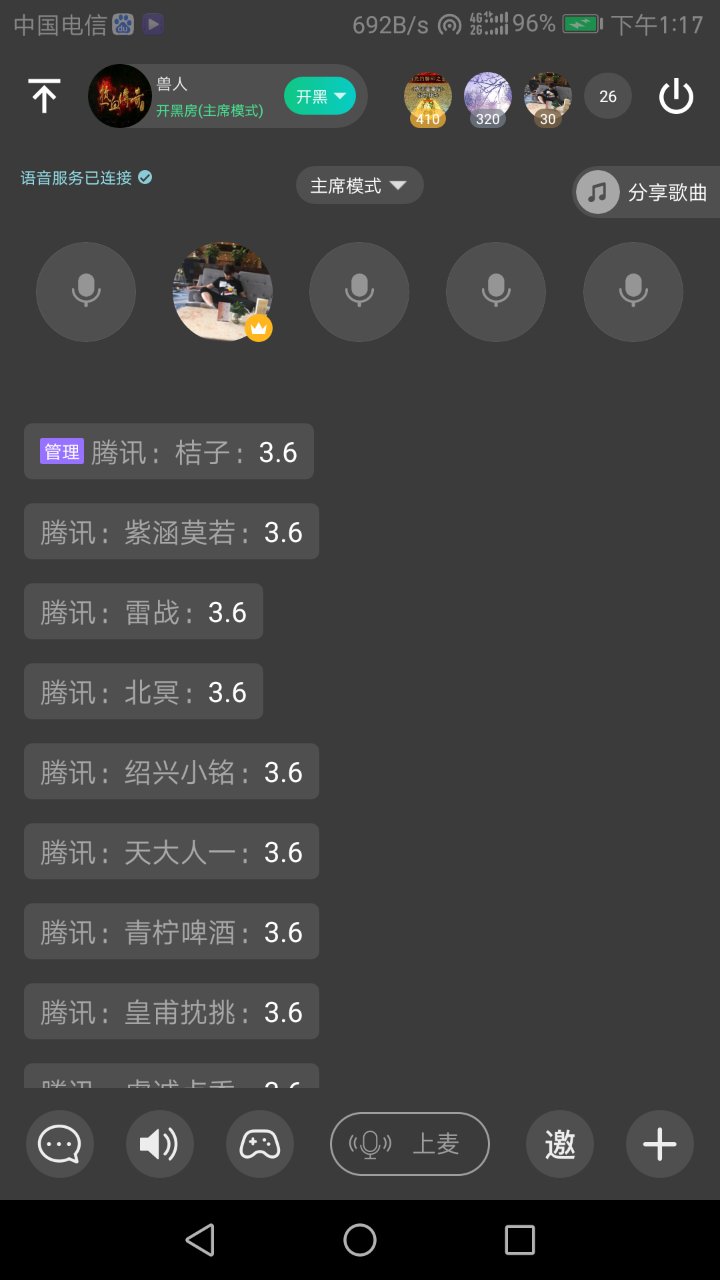 中国电信 692B/s 4G 2G 96% 下午1:17
兽人
开黑房(主席模式)
开黑
410 320 30 26
语音服务已连接
主席模式
分享歌曲
管理 腾讯：桔子：3.6
腾讯：紫涵莫若：3.6
腾讯：雷战：3.6
腾讯：北冥：3.6
腾讯：绍兴小铭：3.6
腾讯：天大人一：3.6
腾讯：青柠啤酒：3.6
腾讯：皇甫抌挑：3.6
上麦
邀